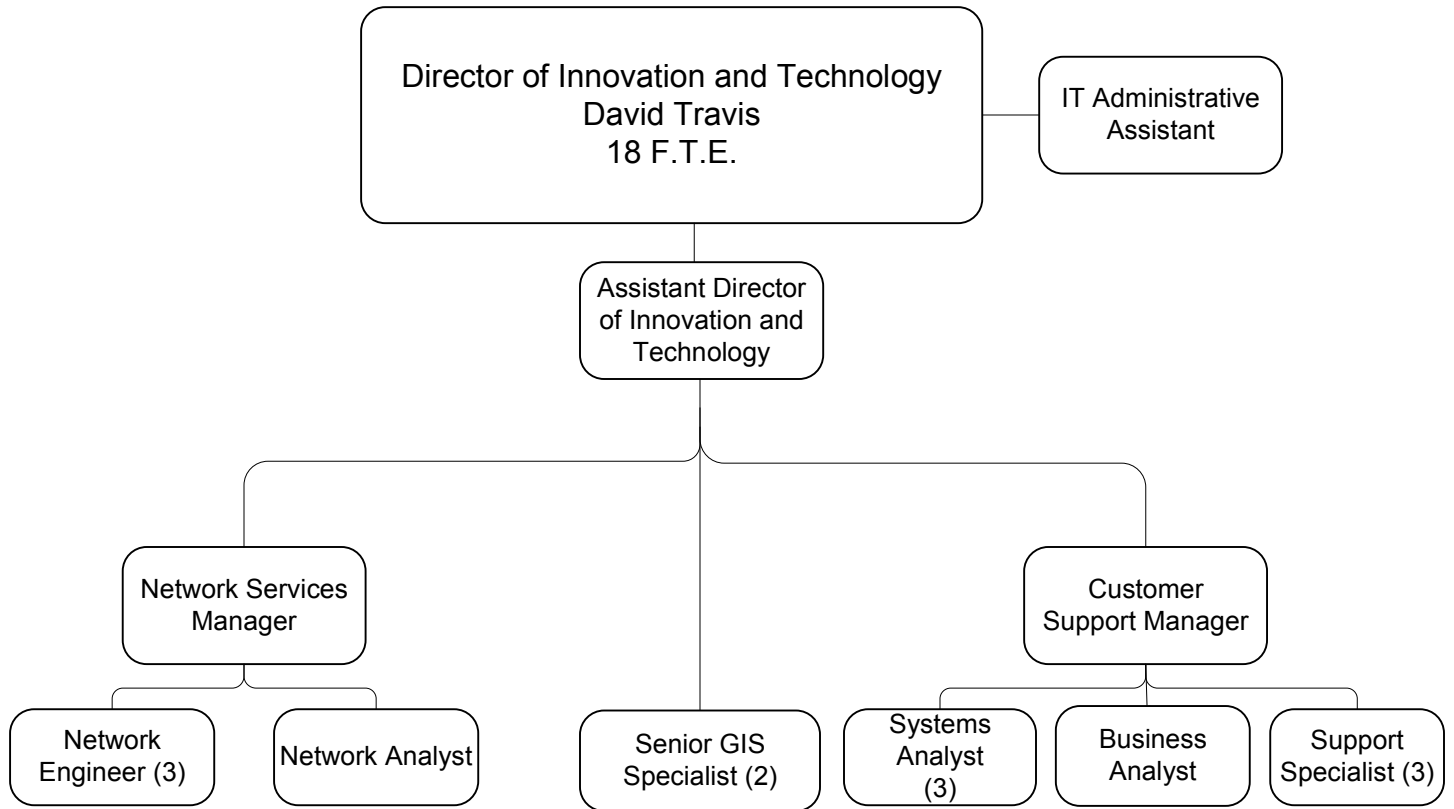 Director of Innovation and Technology
David Travis
18 F.T.E.
IT Administrative
Assistant
Assistant Director
of Innovation and
Technology
Network Services
Manager
Customer
Support Manager
Network
Engineer (3)
Network Analyst
Senior GIS
Specialist (2)
Systems
Analyst
(3)
Business
Analyst
Support
Specialist (3)